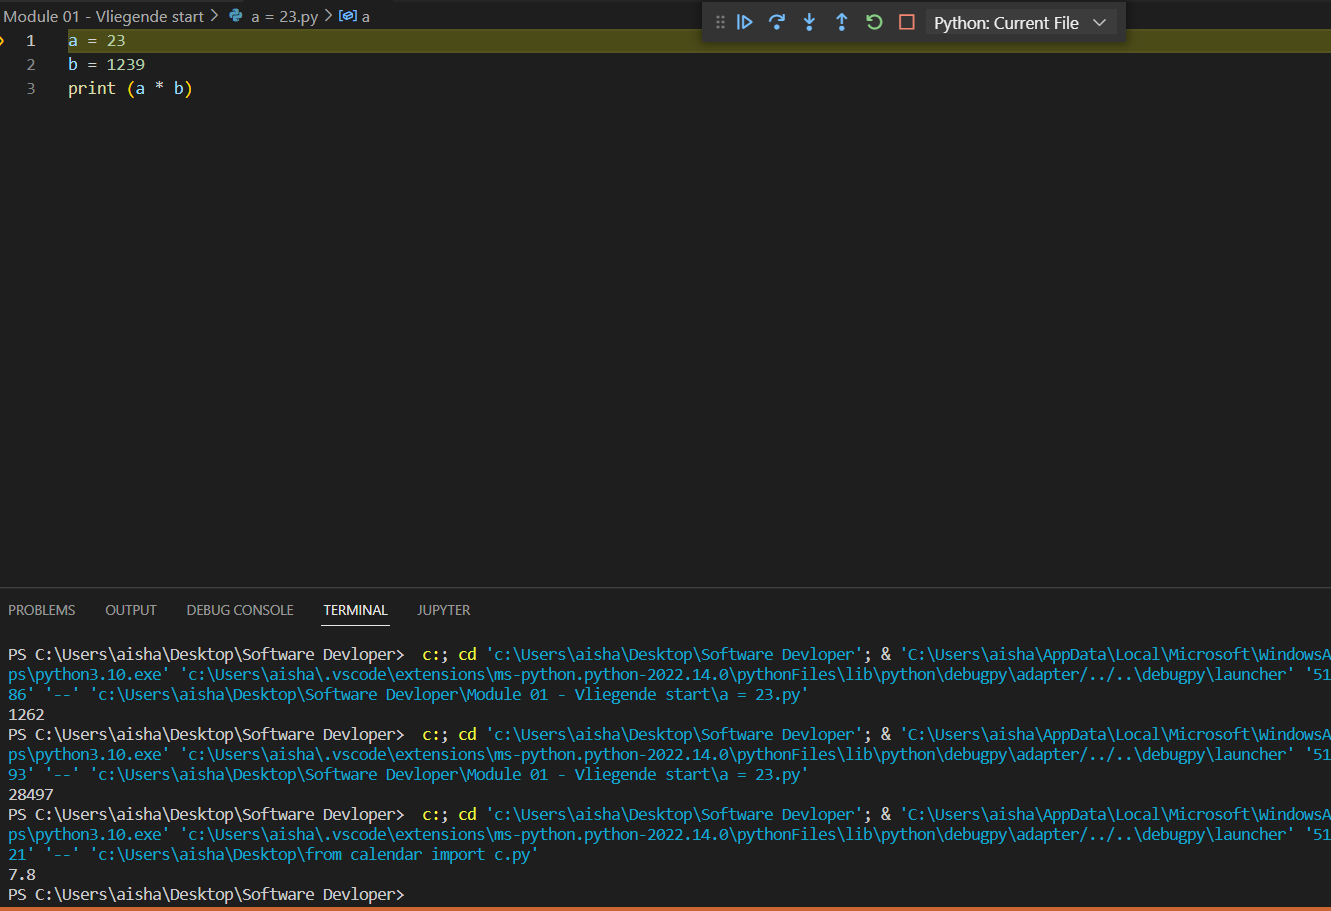 Module 01 - Vliegende start > a = 23.py > a
Python: Current File
1 a = 23
2 b = 1239
3 print (a * b)
PROBLEMS OUTPUT DEBUG CONSOLE TERMINAL JUPYTER
PS C:\Users\aisha\Desktop\Software Devloper>  c:; cd 'c:\Users\aisha\Desktop\Software Devloper'; & 'C:\Users\aisha\AppData\Local\Microsoft\WindowsA
ps\python3.10.exe' 'c:\Users\aisha\.vscode\extensions\ms-python.python-2022.14.0\pythonFiles\lib\python\debugpy\adapter/../..\debugpy\launcher' '51
86' '--' 'c:\Users\aisha\Desktop\Software Devloper\Module 01 - Vliegende start\a = 23.py'
1262
PS C:\Users\aisha\Desktop\Software Devloper>  c:; cd 'c:\Users\aisha\Desktop\Software Devloper'; & 'C:\Users\aisha\AppData\Local\Microsoft\WindowsA
ps\python3.10.exe' 'c:\Users\aisha\.vscode\extensions\ms-python.python-2022.14.0\pythonFiles\lib\python\debugpy\adapter/../..\debugpy\launcher' '51
93' '--' 'c:\Users\aisha\Desktop\Software Devloper\Module 01 - Vliegende start\a = 23.py'
28497
PS C:\Users\aisha\Desktop\Software Devloper>  c:; cd 'c:\Users\aisha\Desktop\Software Devloper'; & 'C:\Users\aisha\AppData\Local\Microsoft\WindowsA
ps\python3.10.exe' 'c:\Users\aisha\.vscode\extensions\ms-python.python-2022.14.0\pythonFiles\lib\python\debugpy\adapter/../..\debugpy\launcher' '51
21' '--' 'c:\Users\aisha\Desktop\from calendar import c.py'
7.8
PS C:\Users\aisha\Desktop\Software Devloper>